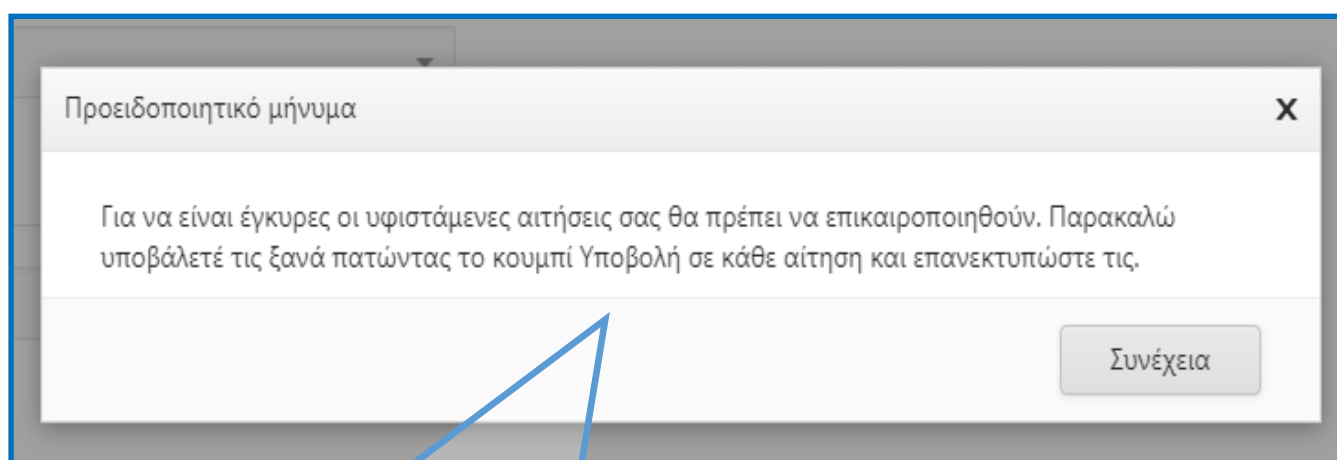 Προειδοποιητικό μήνυμα
X
Για να είναι έγκυρες οι υφιστάμενες αιτήσεις σας θα πρέπει να επικαιροποιηθούν. Παρακαλώ
υποβάλετέ τις ξανά πατώντας το κουμπί Υποβολή σε κάθε αίτηση και επανεκτυπώστε τις.
Συνέχεια